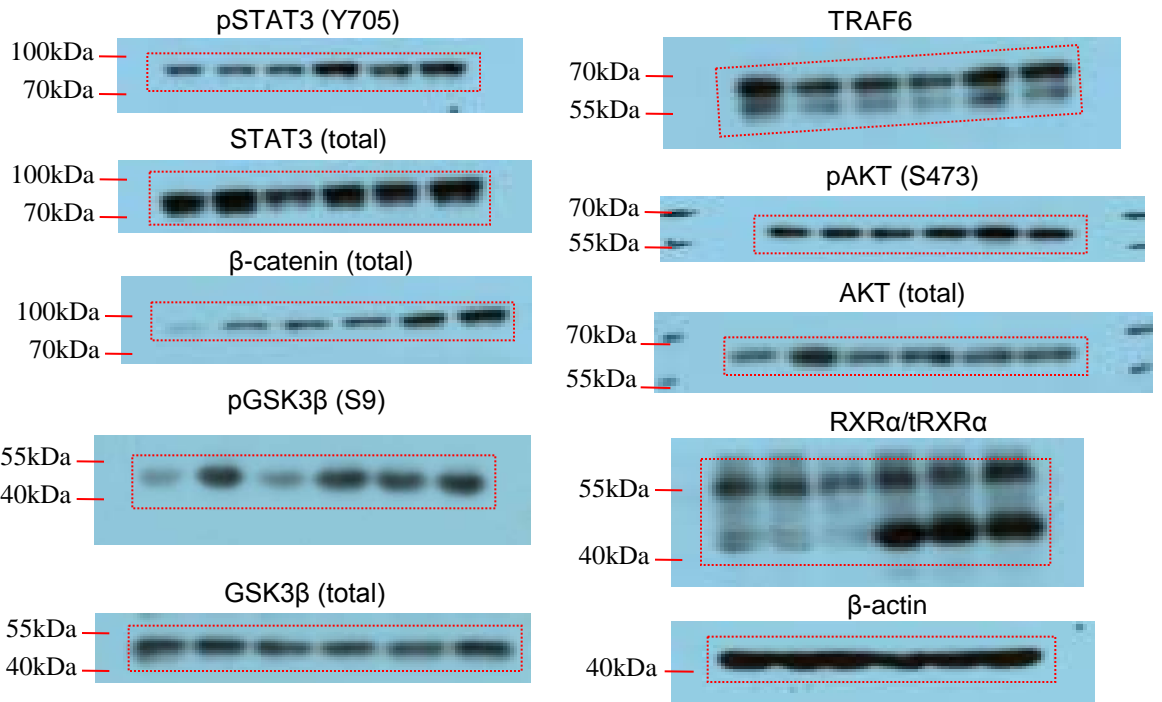 pSTAT3 (Y705)
100kDa
70kDa
STAT3 (total)
100kDa
70kDa
β-catenin (total)
100kDa
70kDa
pGSK3β (S9)
55kDa
40kDa
GSK3β (total)
55kDa
40kDa
TRAF6
70kDa
55kDa
pAKT (S473)
70kDa
55kDa
AKT (total)
70kDa
55kDa
RXRα/tRXRα
55kDa
40kDa
β-actin
40kDa